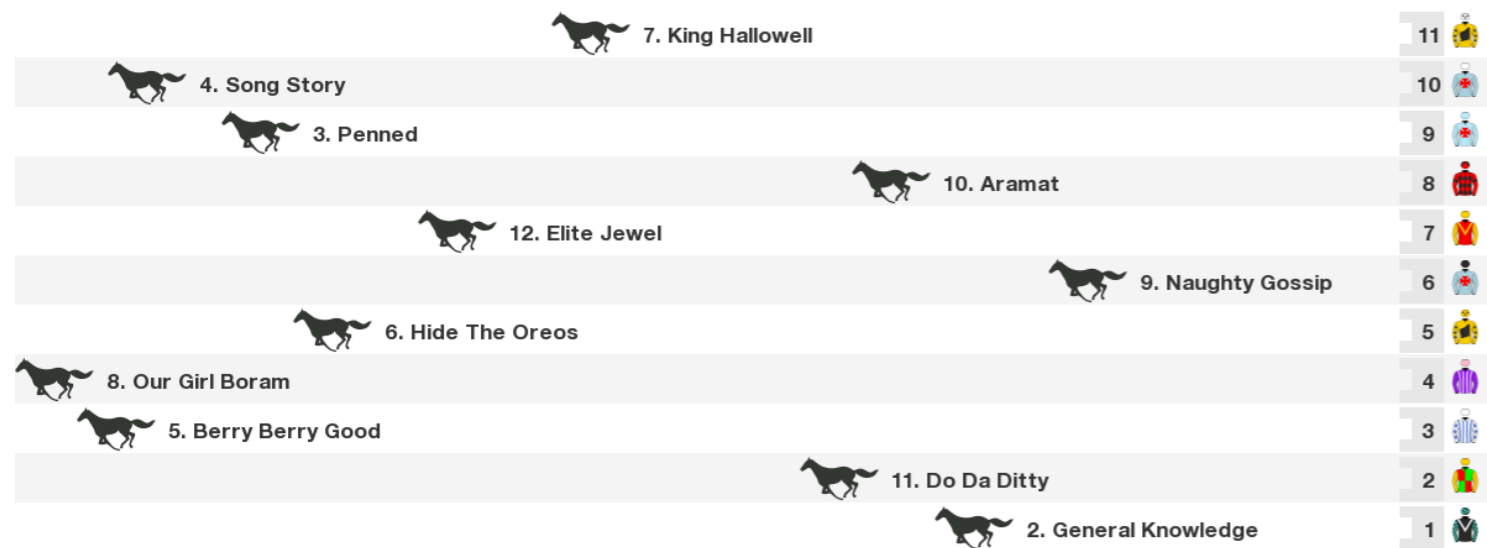 7. King Hallowell 11
4. Song Story 10
3. Penned 9
10. Aramat 8
12. Elite Jewel 7
9. Naughty Gossip 6
6. Hide The Oreos 5
8. Our Girl Boram 4
5. Berry Berry Good 3
11. Do Da Ditty 2
2. General Knowledge 1